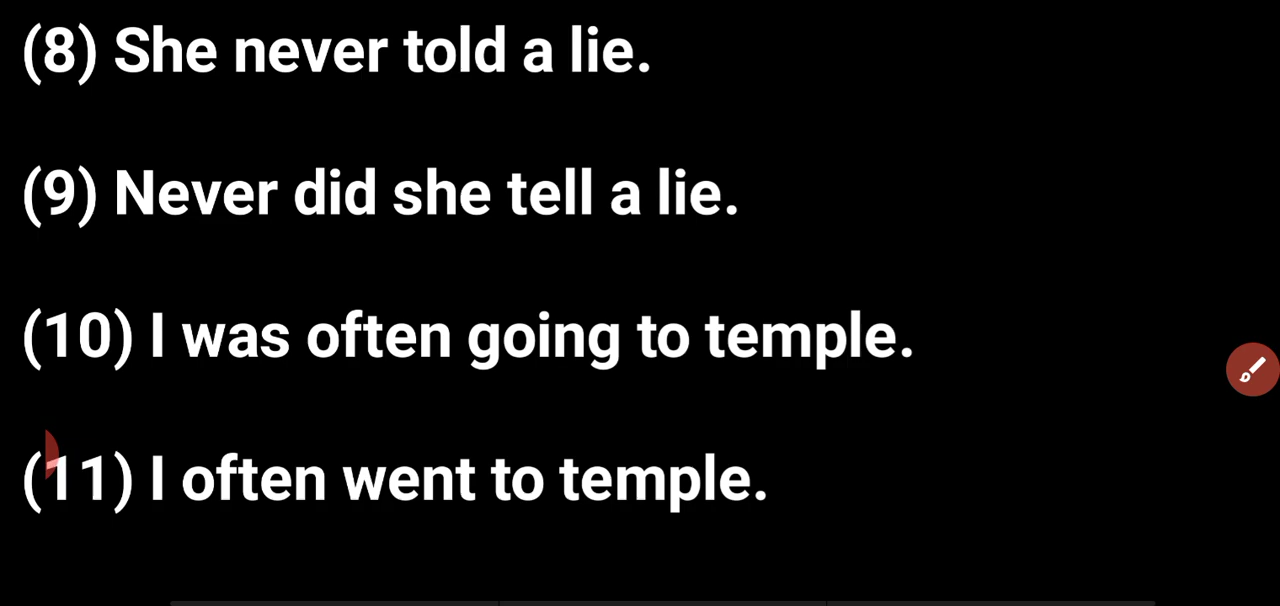 (8) She never told a lie.
(9) Never did she tell a lie.
(10) I was often going to temple.
(11) I often went to temple.